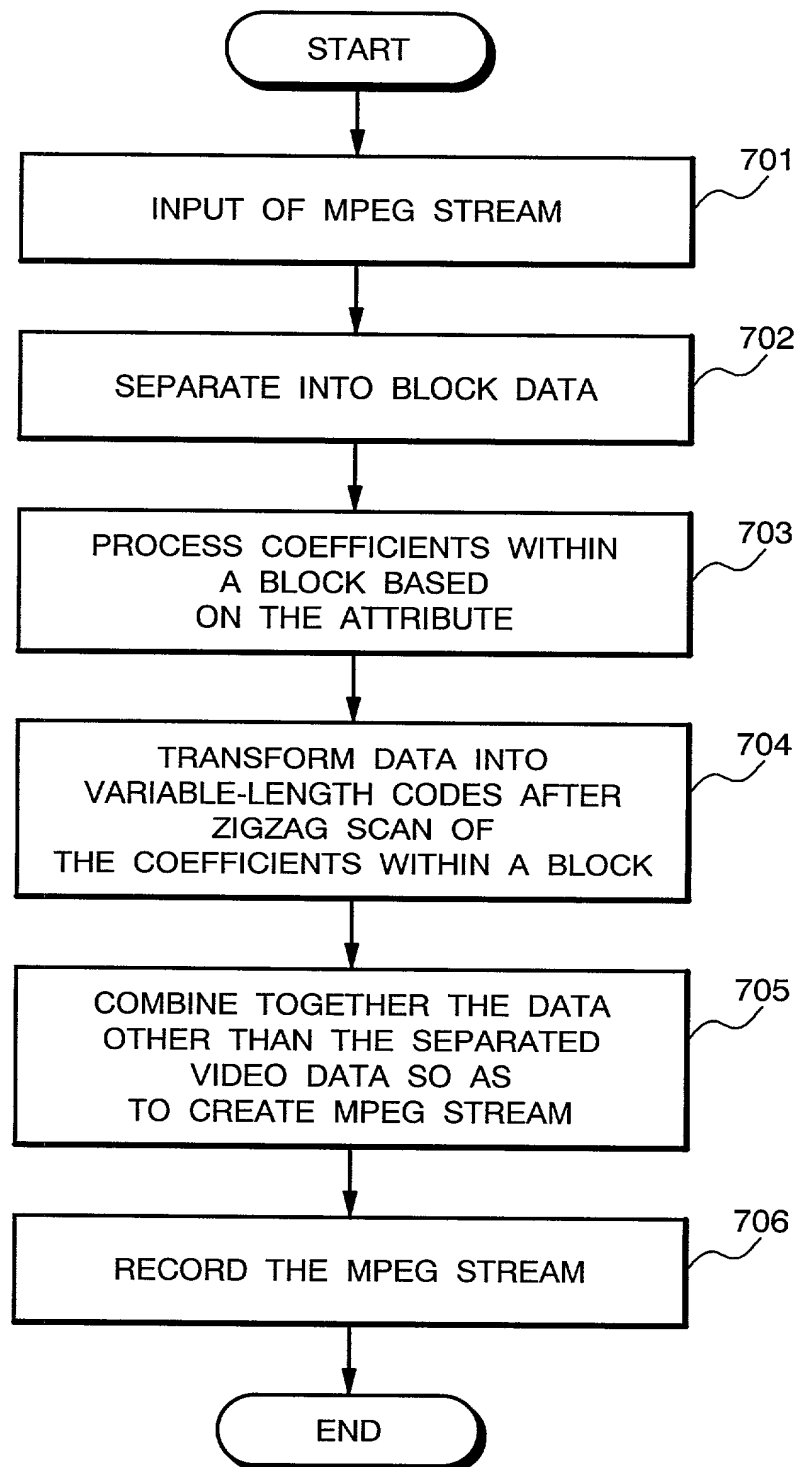 START
701
INPUT OF MPEG STREAM
702
SEPARATE INTO BLOCK DATA
703
PROCESS COEFFICIENTS WITHIN
A BLOCK BASED
ON THE ATTRIBUTE
704
TRANSFORM DATA INTO
VARIABLE-LENGTH CODES AFTER
ZIGZAG SCAN OF
THE COEFFICIENTS WITHIN A BLOCK
705
COMBINE TOGETHER THE DATA
OTHER THAN THE SEPARATED
VIDEO DATA SO AS
TO CREATE MPEG STREAM
706
RECORD THE MPEG STREAM
END